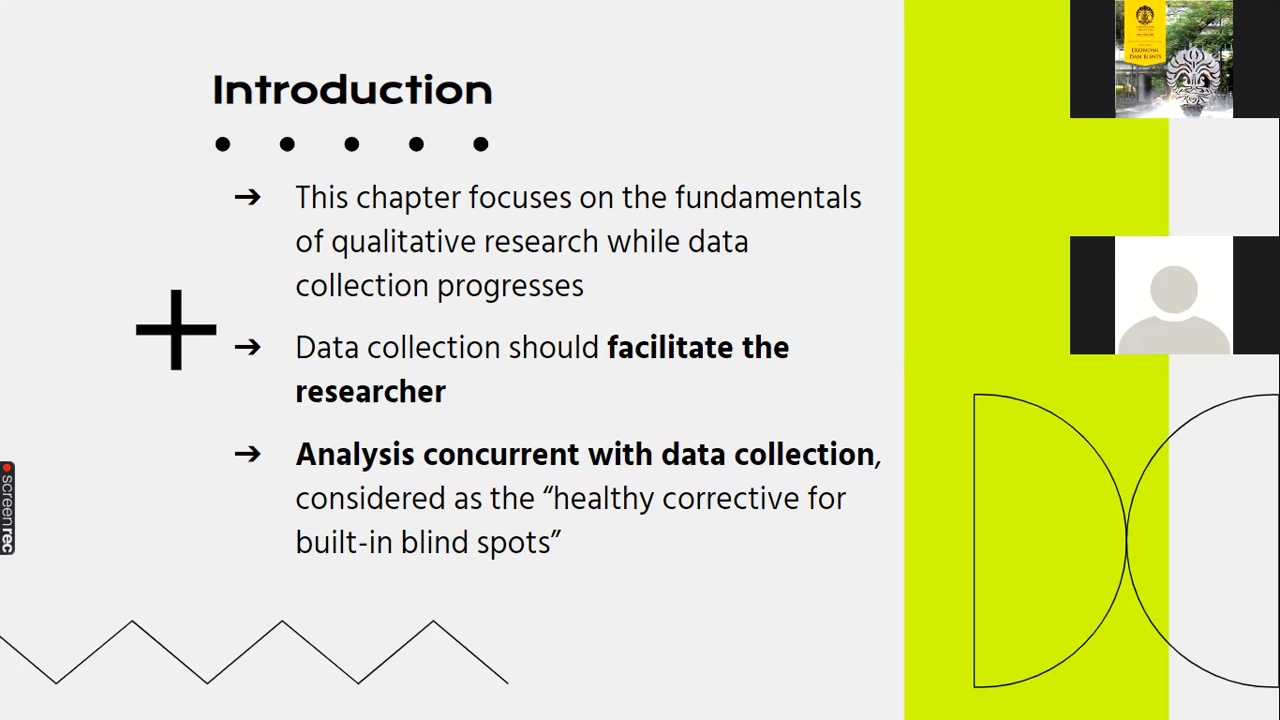 Introduction
➔ This chapter focuses on the fundamentals
of qualitative research while data
collection progresses
➔ Data collection should facilitate the
researcher
➔ Analysis concurrent with data collection,
considered as the “healthy corrective for
built-in blind spots”
EKONOMI
DAN BISNIS
screenrec